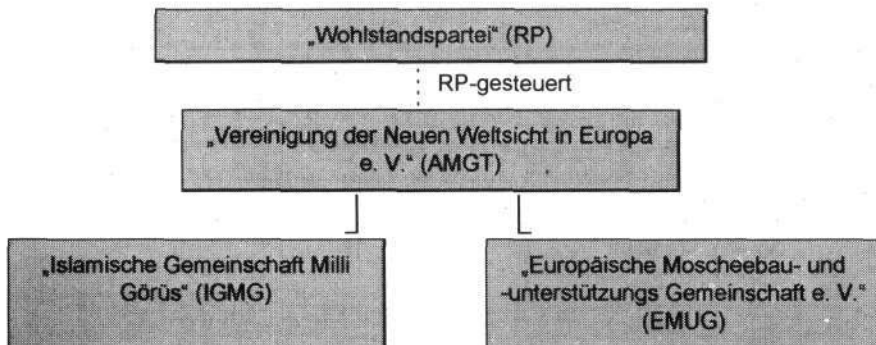 „Wohlstandspartei“ (RP)
RP-gesteuert
„Vereinigung der Neuen Weltsicht in Europa
e. V.“ (AMGT)
„Islamische Gemeinschaft Milli
Görüs“ (IGMG)
„Europäische Moscheebau- und
-unterstützungs Gemeinschaft e. V.“
(EMUG)